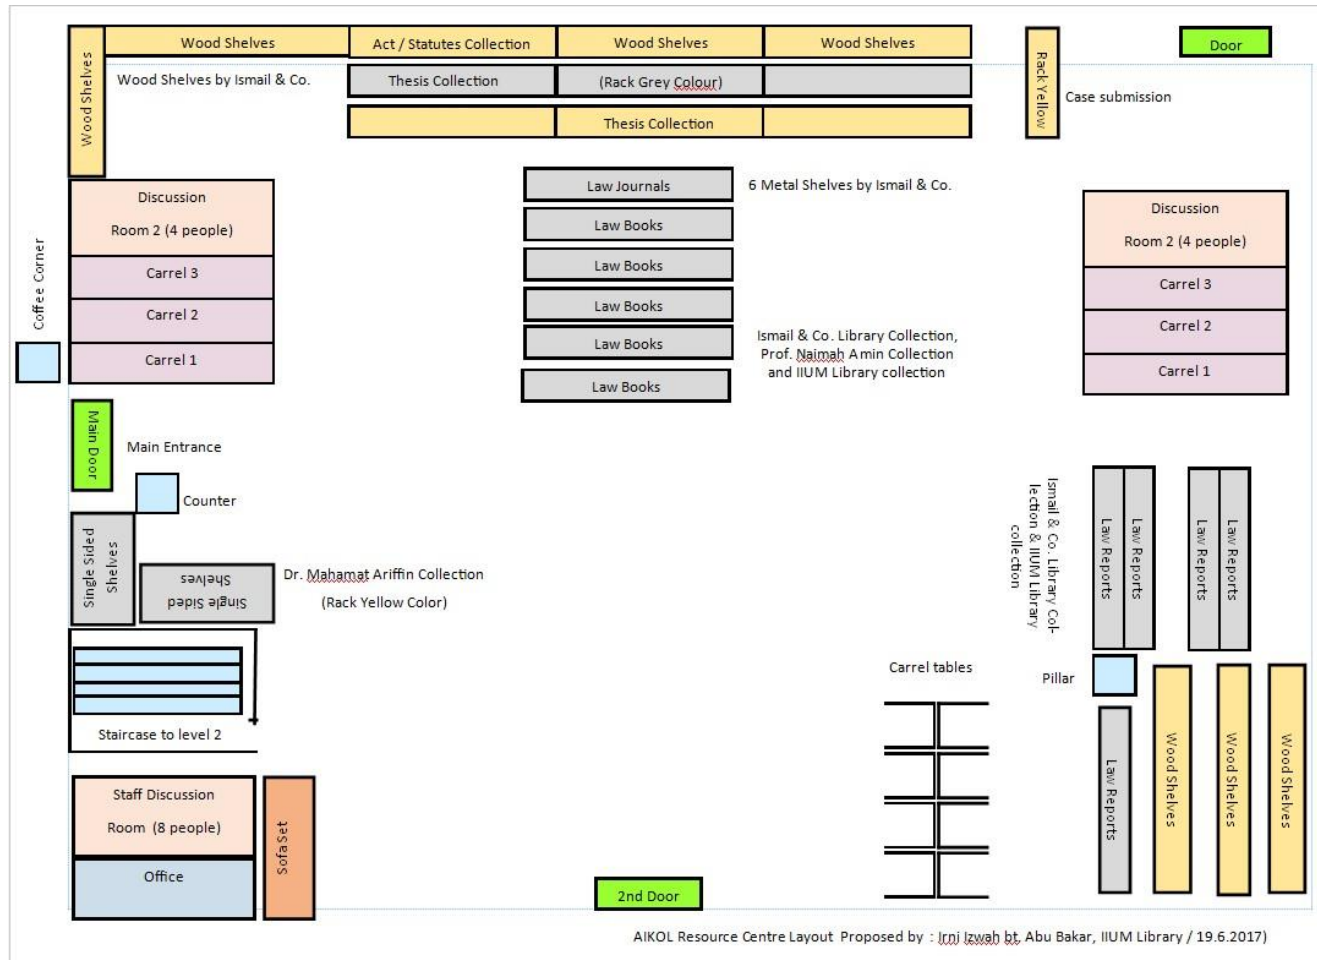 Wood Shelves
Wood Shelves
Act / Statutes Collection
Wood Shelves
Wood Shelves
Rack Yellow
Door
Wood Shelves by Ismail & Co.
Thesis Collection
(Rack Grey Colour)
Case submission
Thesis Collection
Law Journals
6 Metal Shelves by Ismail & Co.
Law Books
Law Books
Law Books
Law Books
Law Books
Ismail & Co. Library Collection,
Prof. Naimah Amin Collection
and IIUM Library collection
Discussion
Room 2 (4 people)
Carrel 3
Carrel 2
Carrel 1
Coffee Corner
Discussion
Room 2 (4 people)
Carrel 3
Carrel 2
Carrel 1
Main Door
Main Entrance
Counter
Single Sided
Shelves
Single Sided
Shelves
Dr. Mahamat Ariffin Collection
(Rack Yellow Color)
Ismail & Co. Library Col-
lection & IIUM Library
collection
Law Reports
Law Reports
Law Reports
Law Reports
Staircase to level 2
Carrel tables
Pillar
Law Reports
Wood Shelves
Wood Shelves
Wood Shelves
Staff Discussion
Room (8 people)
Office
Sofa Set
2nd Door
AIKOL Resource Centre Layout Proposed by : Irni Izwah bt. Abu Bakar, IIUM Library / 19.6.2017)